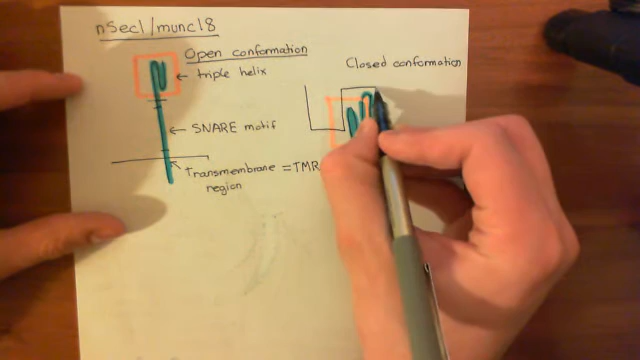 nSec1/munc18
Open conformation
triple helix
SNARE motif
Transmembrane = TMR
region
Closed conformation